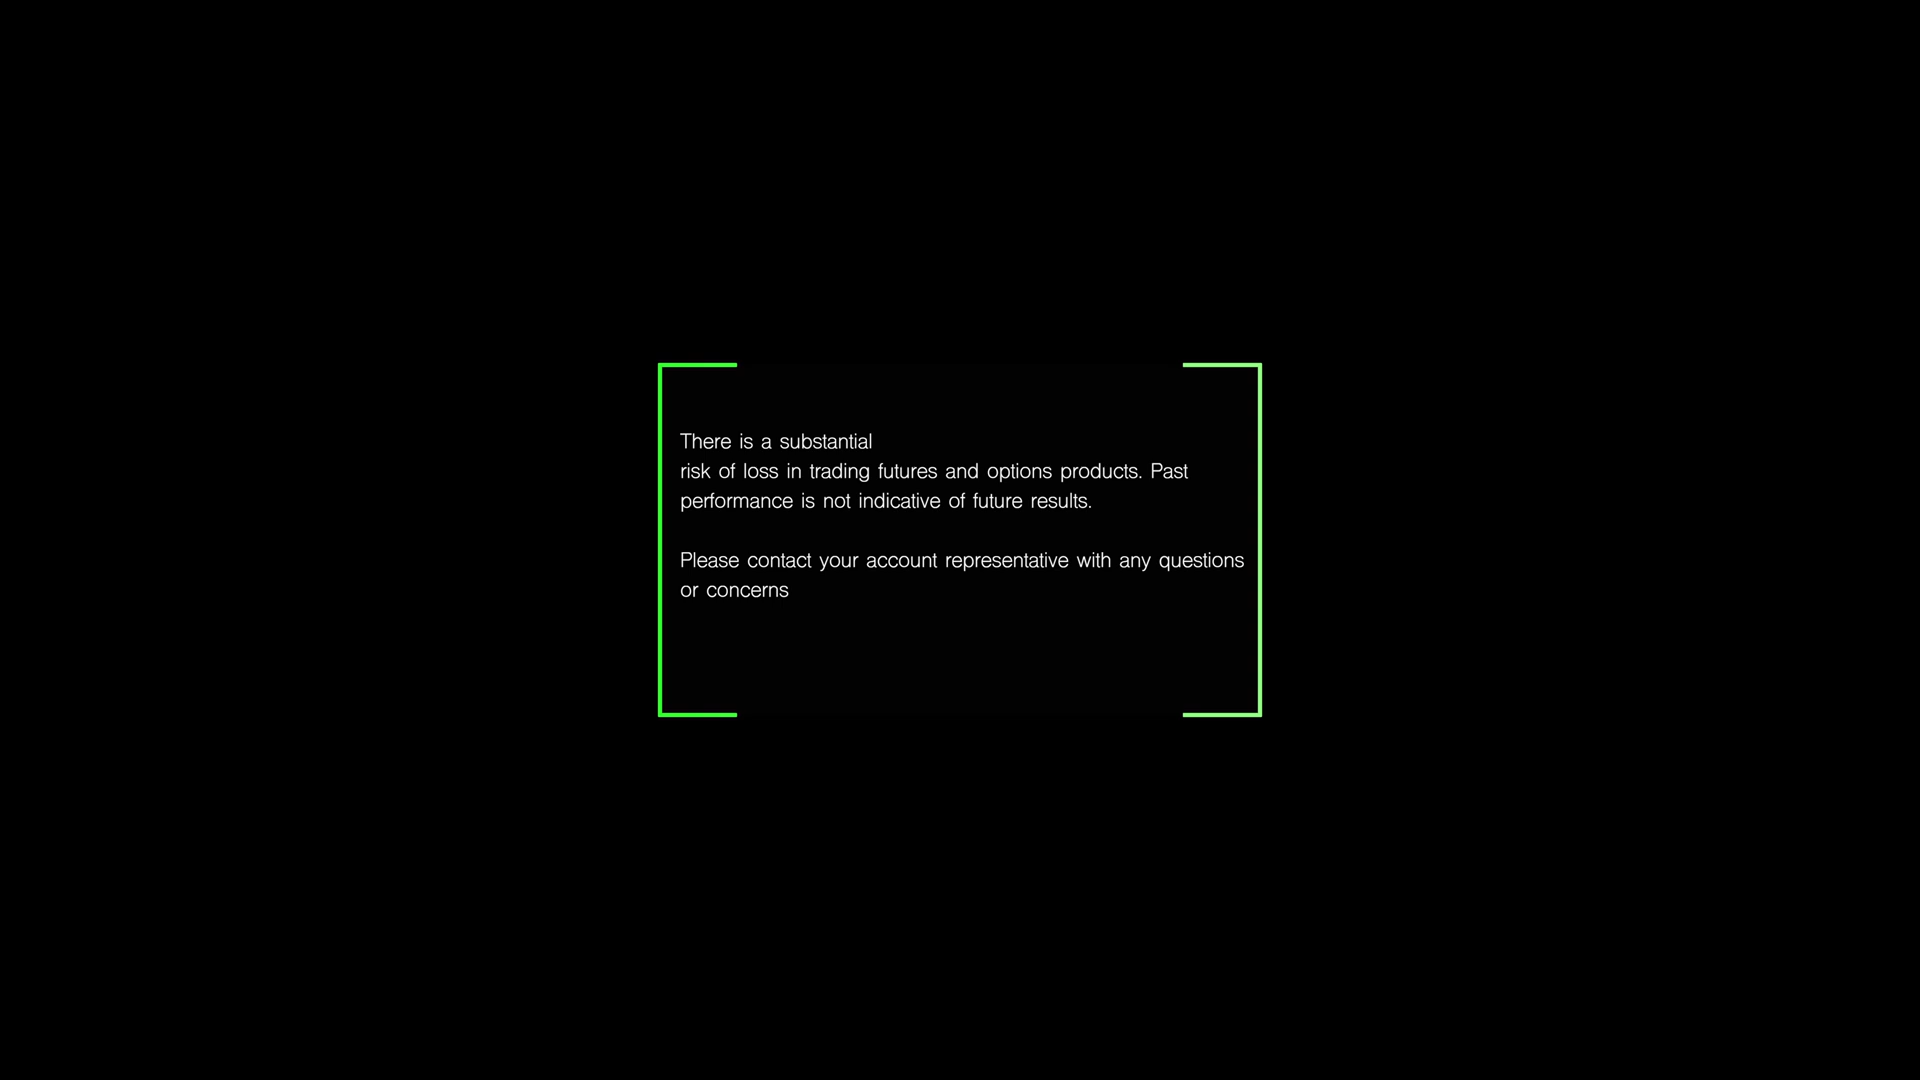 There is a substantial
risk of loss in trading futures and options products. Past
performance is not indicative of future results.
Please contact your account representative with any questions
or concerns